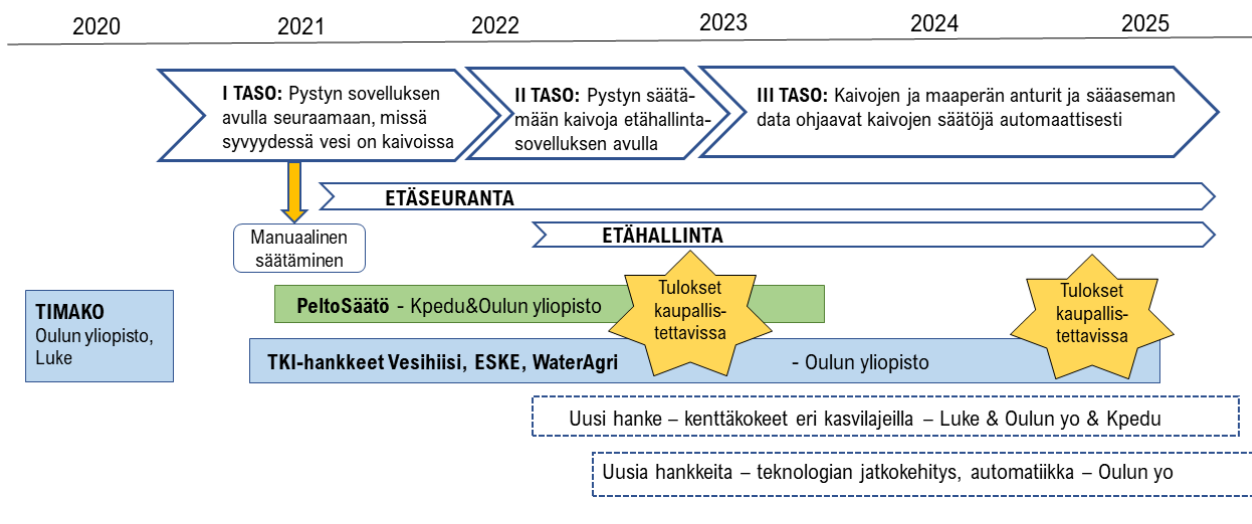 2020
2021
2022
2023
2024
2025
I TASO: Pystyn sovelluksen
avulla seuraamaan, missä
syvyydessä vesi on kaivoissa
II TASO: Pystyn säätä-
mään kaivoja etähallinta-
sovelluksen avulla
III TASO: Kaivojen ja maaperän anturit ja sääaseman
data ohjaavat kaivojen säätöjä automaattisesti
ETÄSEURANTA
ETÄHALLINTA
Manuaalinen
säätäminen
TIMAKO
Oulun yliopisto,
Luke
PeltoSäätö - Kpedu&Oulun yliopisto
Tulokset
kaupallis-
tettavissa
Tulokset
kaupallis-
tettavissa
TKI-hankkeet Vesihiisi, ESKE, WaterAgri - Oulun yliopisto
Uusi hanke – kenttäkokeet eri kasvilajeilla – Luke & Oulun yo & Kpedu
Uusia hankkeita – teknologian jatkokehitys, automatiikka – Oulun yo